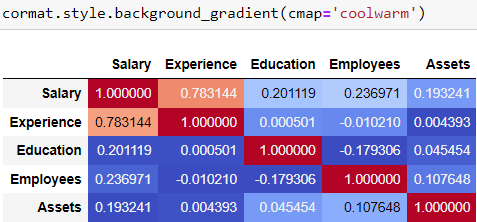 cormat.style.background_gradient(cmap='coolwarm')
Salary Experience Education Employees Assets
Salary 1.000000 0.783144 0.201119 0.236971 0.193241
Experience 0.783144 1.000000 0.000501 -0.010210 0.004393
Education 0.201119 0.000501 1.000000 -0.179306 0.045454
Employees 0.236971 -0.010210 -0.179306 1.000000 0.107648
Assets 0.193241 0.004393 0.045454 0.107648 1.000000